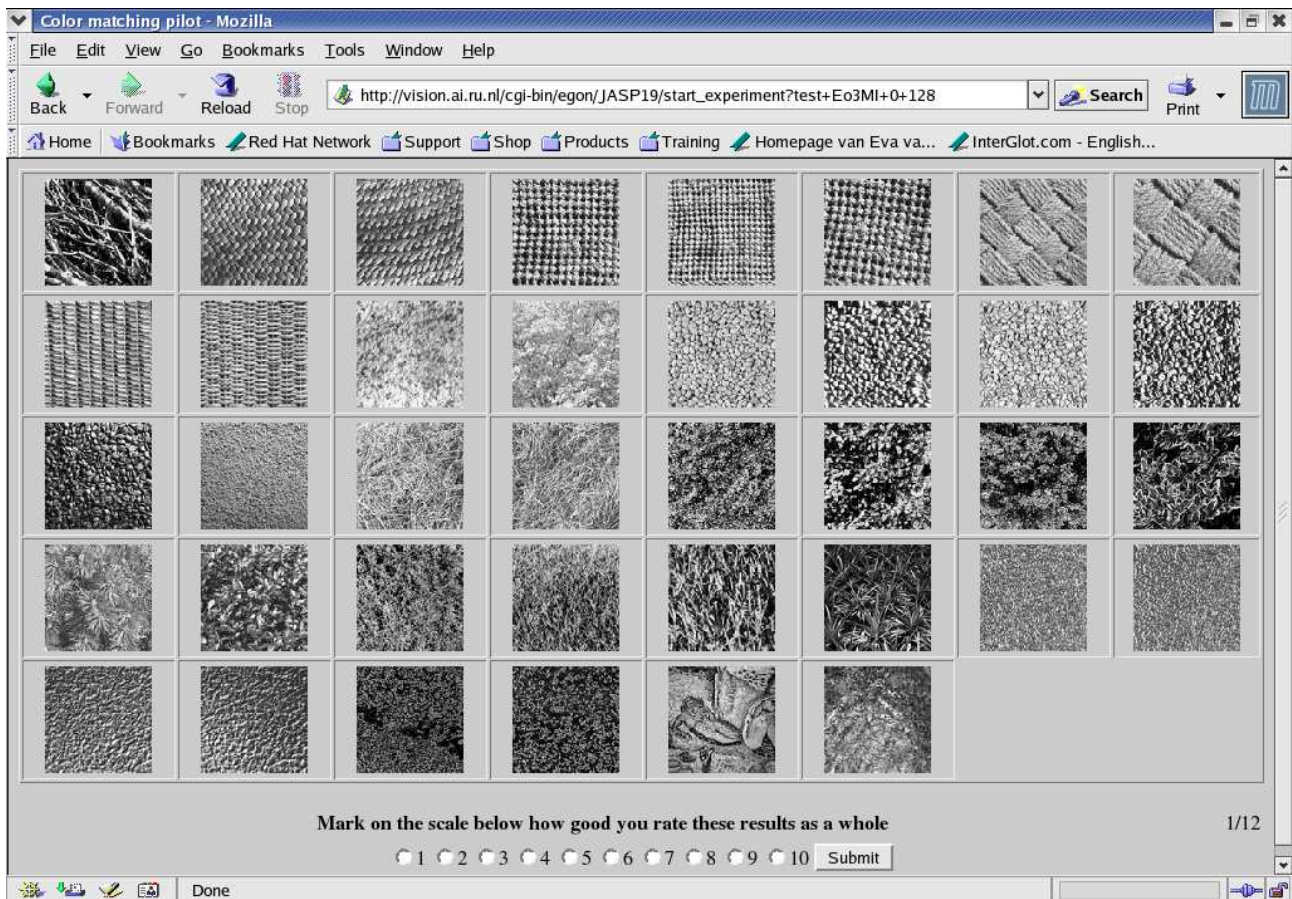 Color matching pilot - Mozilla
File Edit View Go Bookmarks Tools Window Help
http://vision.ai.ru.nl/cgi-bin/egon/JASP19/start_experiment?test+Eo3MI+0+128 Search
Back Forward Reload Stop Print
Home Bookmarks Red Hat Network Support Shop Products Training Homepage van Eva va... InterGlot.com - English...
Mark on the scale below how good you rate these results as a whole 1/12
1 2 3 4 5 6 7 8 9 10 Submit
Done